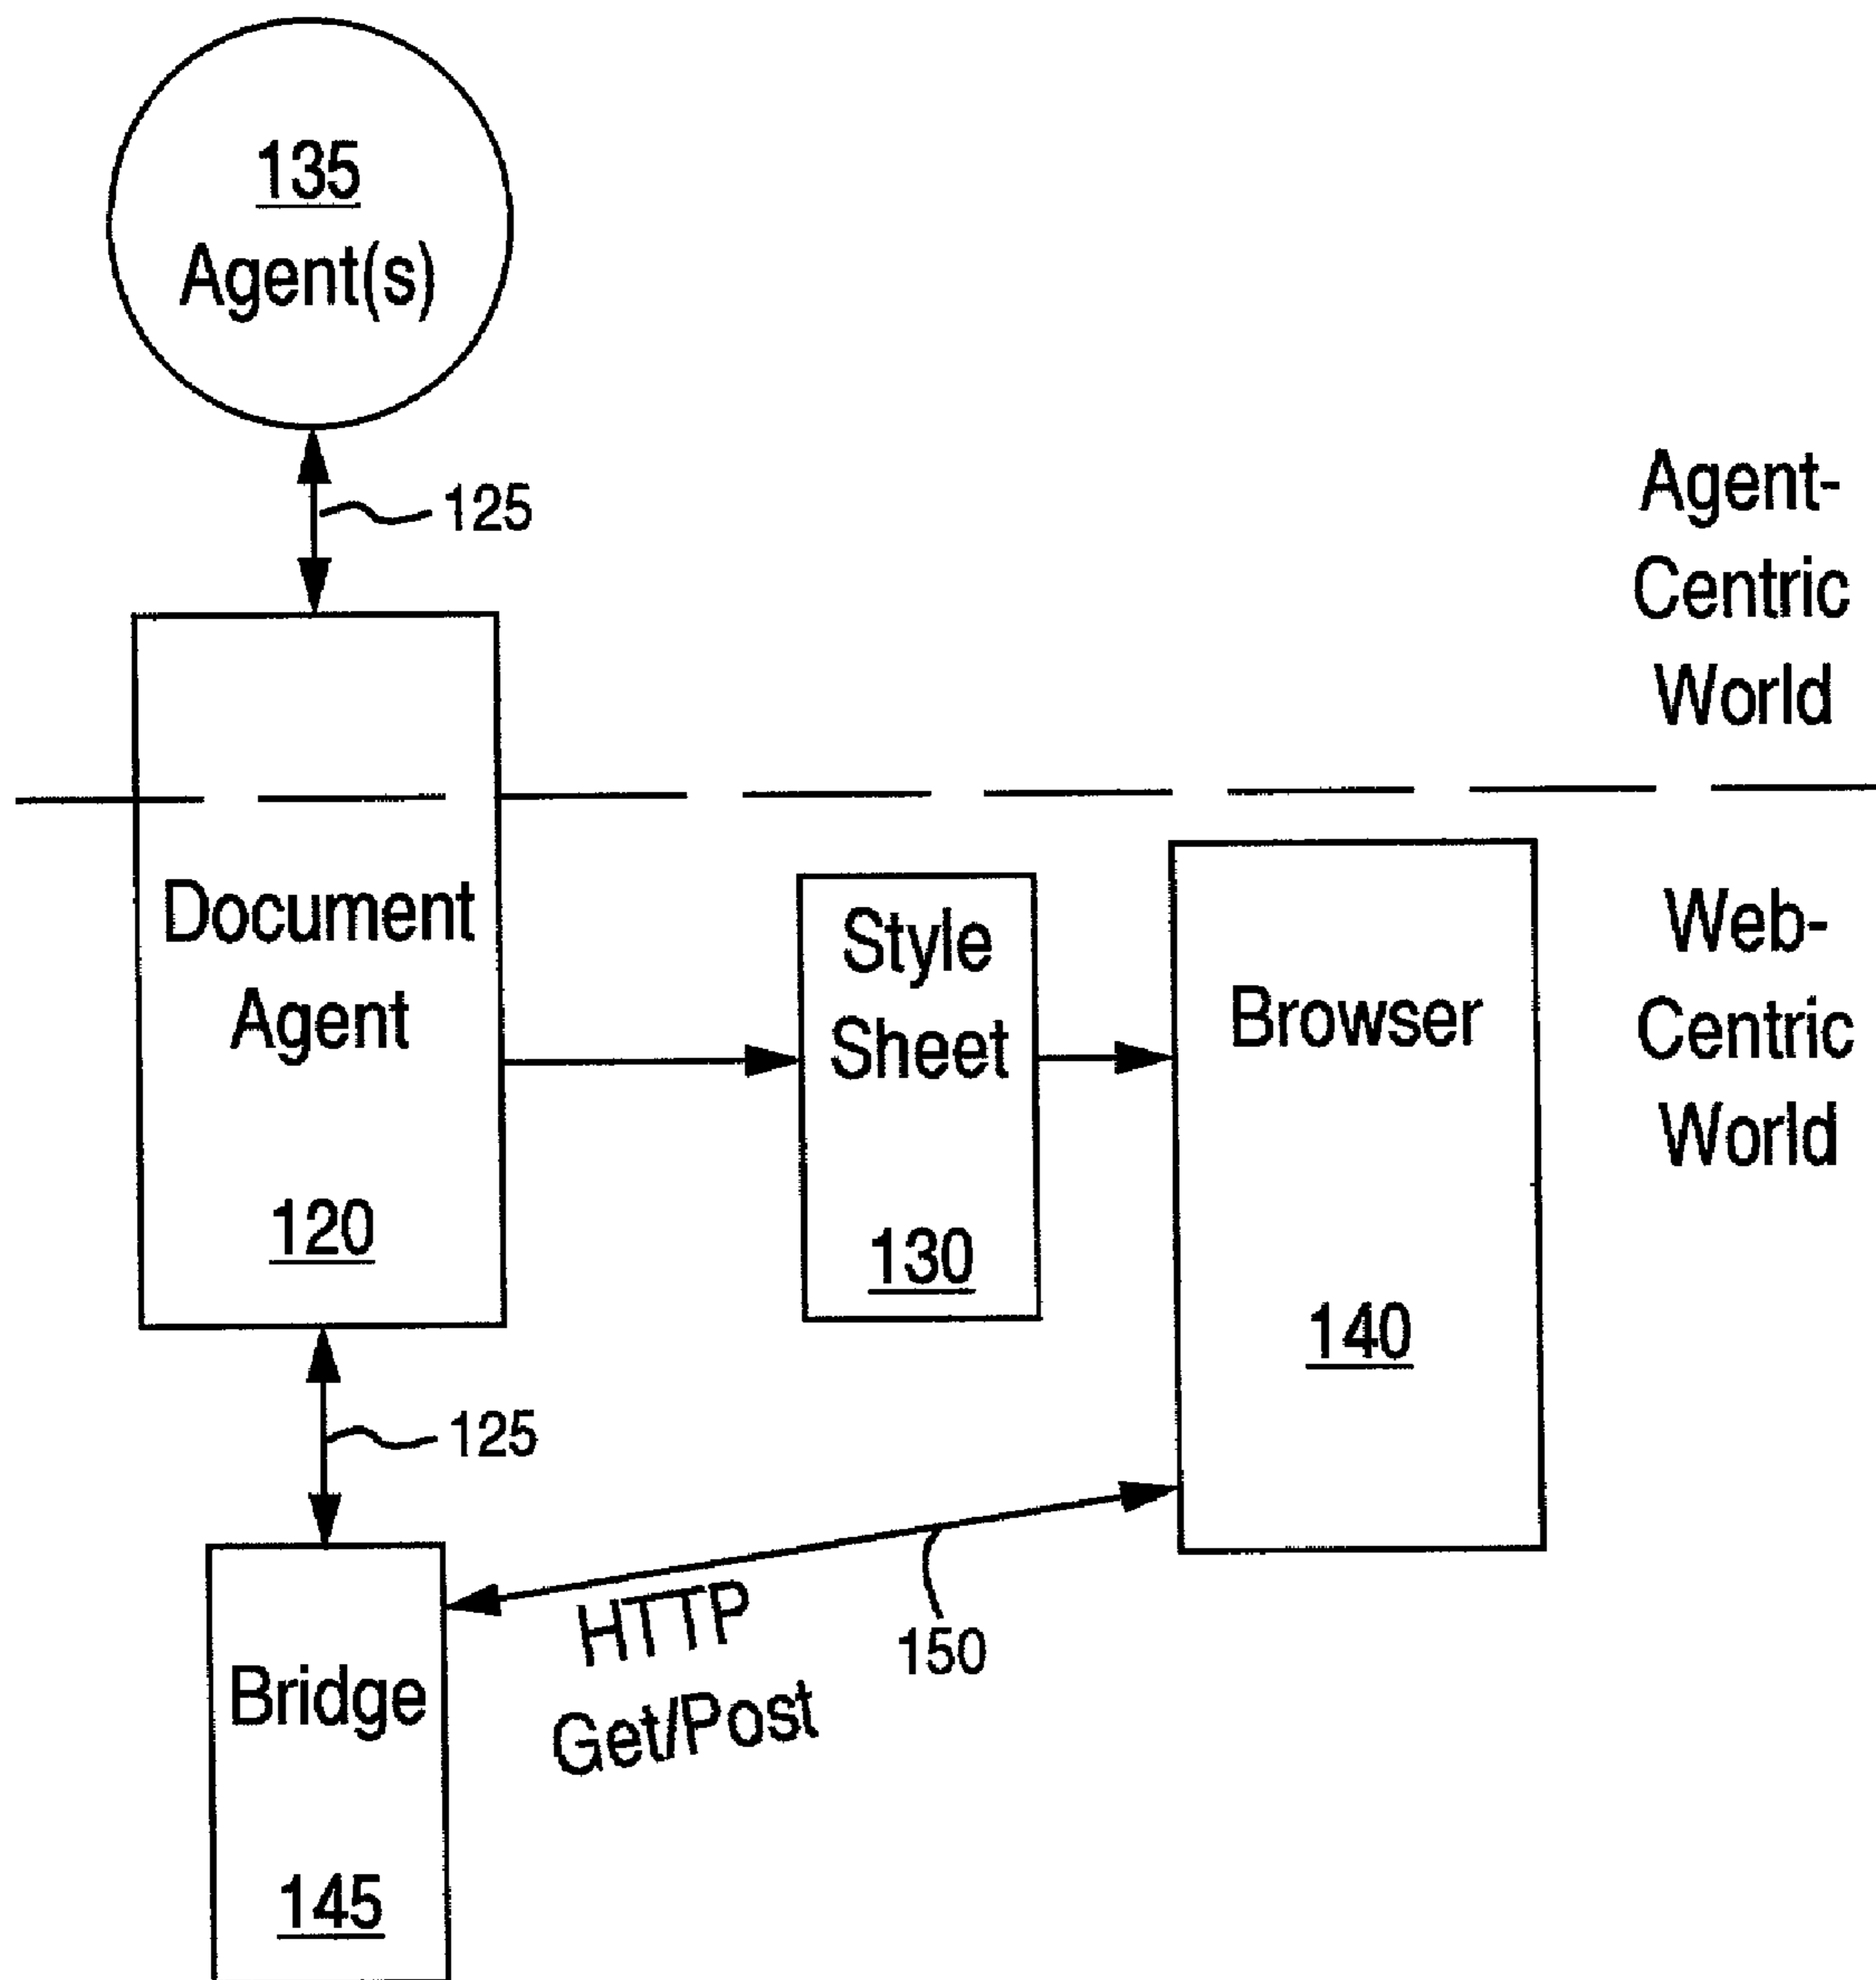 135
Agent(s)
125
Agent-
Centric
World
Document
Agent
120
Style
Sheet
130
Browser
140
Web-
Centric
World
125
HTTP
Get/Post
150
Bridge
145